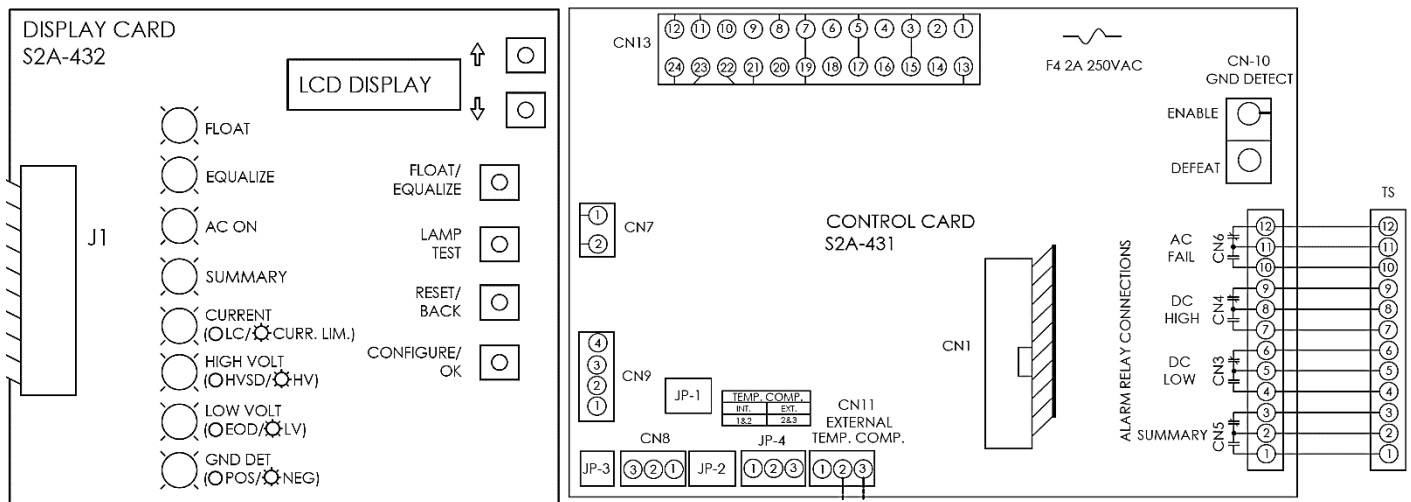 DISPLAY CARD
S2A-432
LCD DISPLAY
FLOAT
EQUALIZE
AC ON
SUMMARY
CURRENT
(LC/CURR. LIM.)
HIGH VOLT
(HVSD/HV)
LOW VOLT
(EOD/LV)
GND DET
(POS/NEG)
J1
FLOAT/
EQUALIZE
LAMP
TEST
RESET/
BACK
CONFIGURE/
OK
CN13
12 11 10 9 8 7 6 5 4 3 2 1
24 23 22 21 20 19 18 17 16 15 14 13
F4 2A 250VAC
CN-10
GND DETECT
ENABLE
DEFEAT
CN7
1
2
CONTROL CARD
S2A-431
CN1
CN9
4
3
2
1
JP-1
TEMP. COMP.
INT. EXT.
1&2 2&3
CN11
EXTERNAL
TEMP. COMP.
1 2 3
JP-4
1 2 3
JP-2
CN8
3 2 1
JP-3
ALARM RELAY CONNECTIONS
AC
FAIL
CN6
DC
HIGH
CN4
DC
LOW
CN3
SUMMARY
CN5
TS
12 12
11 11
10 10
9 9
8 8
7 7
6 6
5 5
4 4
3 3
2 2
1 1